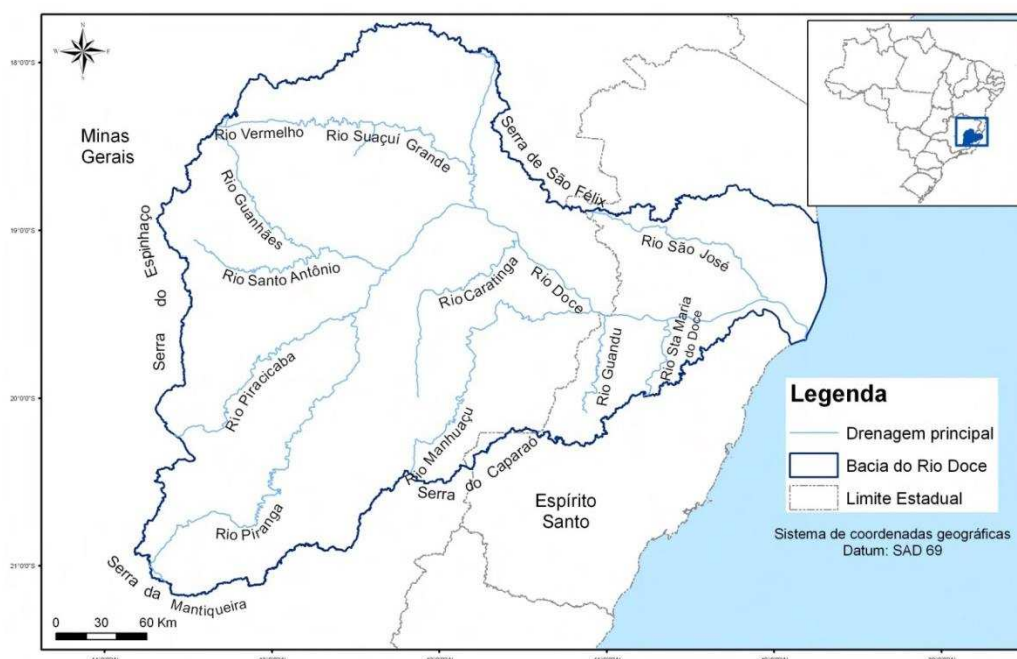 N
18°0'0"S
Minas
Gerais
Rio Vermelho
Rio Suaçuí Grande
Serra de São Félix
Rio Guanhães
19°0'0"S
Serra do Espinhaço
Rio Santo Antônio
Rio Caratinga
Rio Doce
Rio São José
Rio Sta Maria
do Doce
Rio Guandu
Rio Piracicaba
20°0'0"S
Rio Manhuaçu
Serra do Caparaó
Rio Piranga
Espírito
Santo
21°0'0"S
Serra da Mantiqueira
0 30 60 Km
Legenda
Drenagem principal
Bacia do Rio Doce
Limite Estadual
Sistema de coordenadas geográficas
Datum: SAD 69